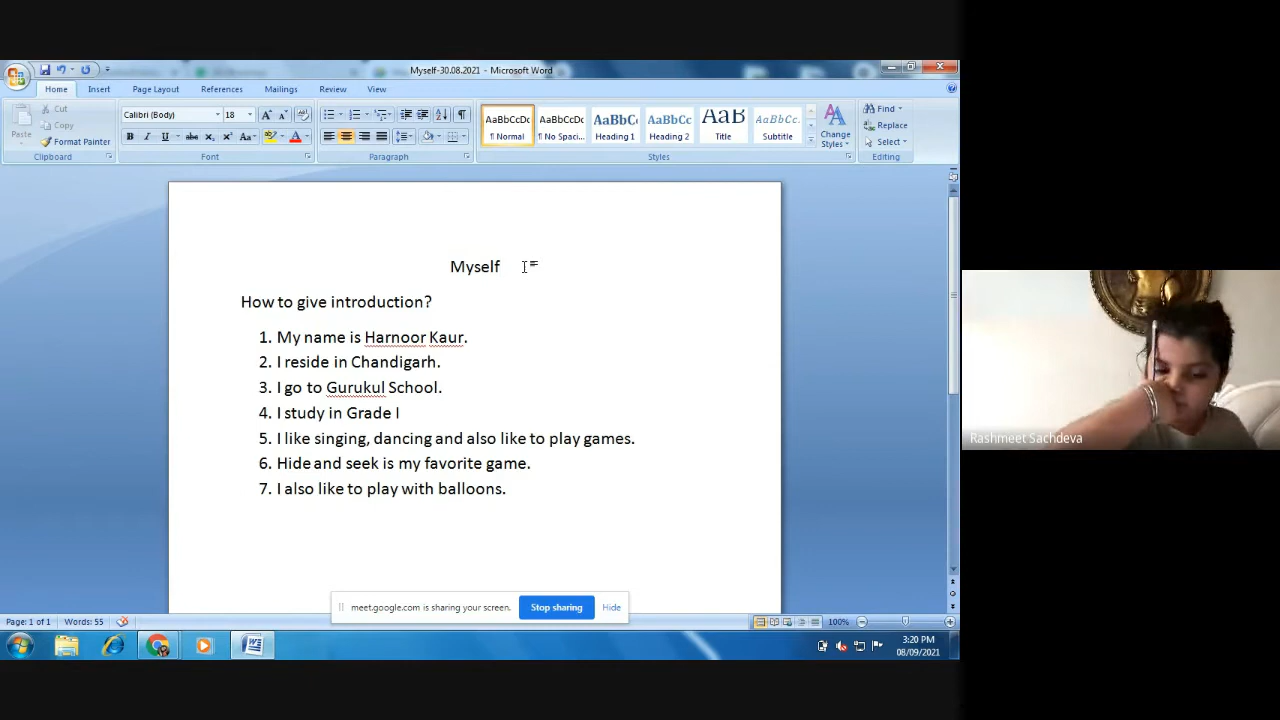 Myself-30.08.2021 - Microsoft Word
Home Insert Page Layout References Mailings Review View
Paste
Cut
Copy
Format Painter
Clipboard
Calibri (Body) 18
Font
Paragraph
AaBbCcDc AaBbCcDc AaBbCc AaBbCc AaB AaBbCc.
¶ Normal ¶ No Spaci... Heading 1 Heading 2 Title Subtitle
Change Styles
Styles
Find
Replace
Select
Editing
Myself
How to give introduction?
1. My name is Harnoor Kaur.
2. I reside in Chandigarh.
3. I go to Gurukul School.
4. I study in Grade I
5. I like singing, dancing and also like to play games.
6. Hide and seek is my favorite game.
7. I also like to play with balloons.
meet.google.com is sharing your screen. Stop sharing Hide
Page: 1 of 1 Words: 55 100%
3:20 PM
08/09/2021
Rashmeet Sachdeva